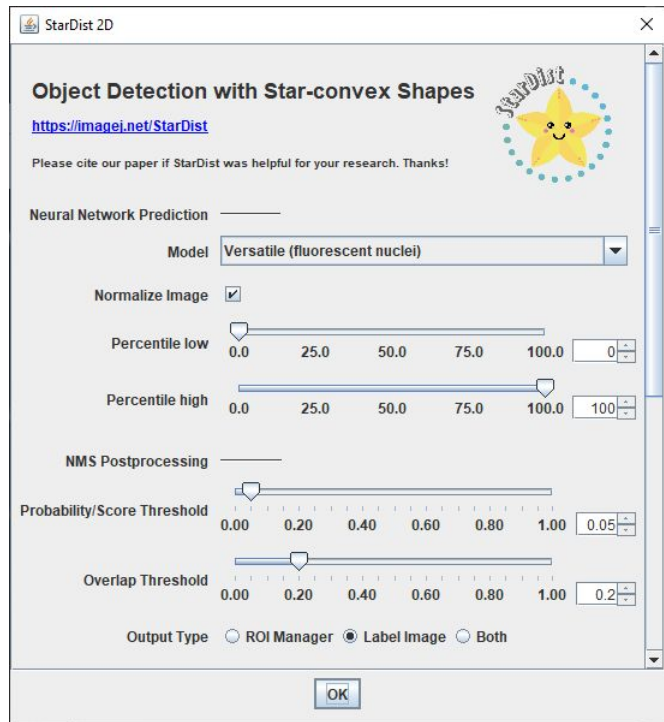 StarDist 2D
Object Detection with Star-convex Shapes
StarDist
https://imagej.net/StarDist
Please cite our paper if StarDist was helpful for your research. Thanks!
Neural Network Prediction
Model Versatile (fluorescent nuclei)
Normalize Image
Percentile low 0
0.0 25.0 50.0 75.0 100.0
Percentile high 100
0.0 25.0 50.0 75.0 100.0
NMS Postprocessing
Probability/Score Threshold 0.05
0.00 0.20 0.40 0.60 0.80 1.00
Overlap Threshold 0.2
0.00 0.20 0.40 0.60 0.80 1.00
Output Type ROI Manager Label Image Both
OK